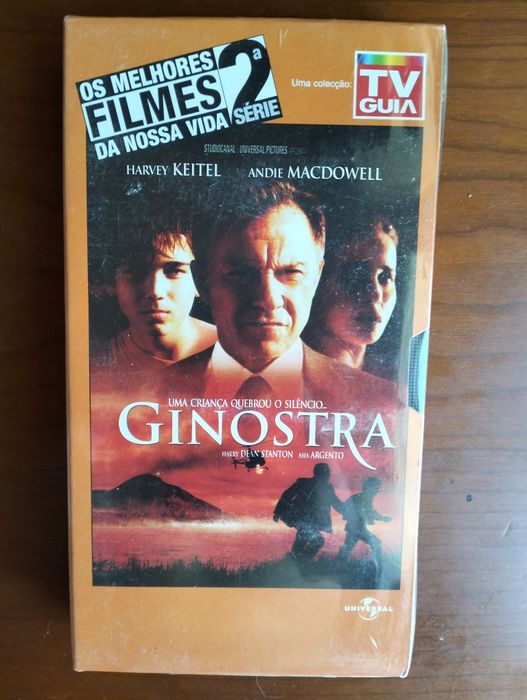 OS MELHORES
FILMES
DA NOSSA VIDA
2ª
SÉRIE
Uma colecção:
TV
GUIA
STUDIOCANAL - UNIVERSAL PICTURES
HARVEY KEITEL ANDIE MACDOWELL
UMA CRIANÇA QUEBROU O SILÊNCIO...
GINOSTRA
HARRY DEAN STANTON ASIA ARGENTO
UNIVERSAL